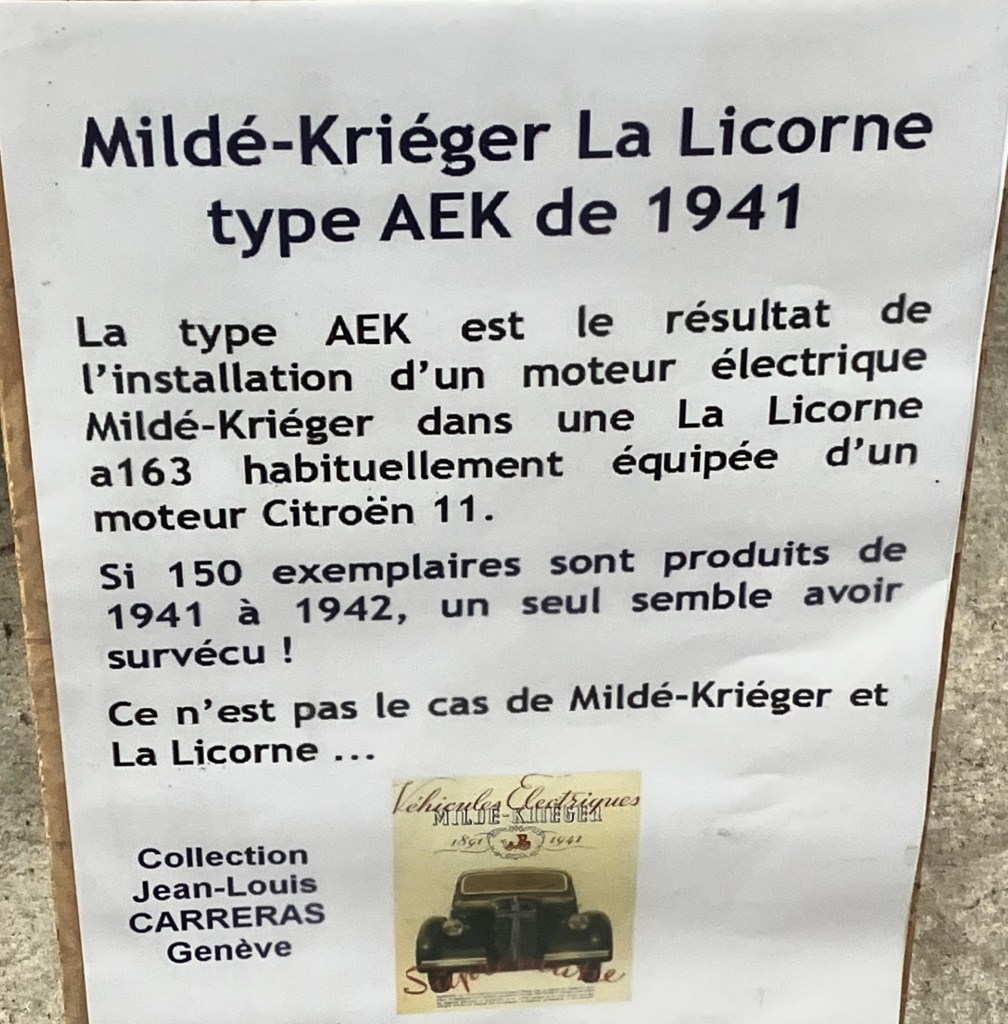 Mildé-Kriéger La Licorne
type AEK de 1941
La type AEK est le résultat de
l'installation d'un moteur électrique
Mildé-Kriéger dans une La Licorne
a163 habituellement équipée d'un
moteur Citroën 11.
Si 150 exemplaires sont produits de
1941 à 1942, un seul semble avoir
survécu !
Ce n'est pas le cas de Mildé-Kriéger et
La Licorne ...
Collection
Jean-Louis
CARRERAS
Genève
Véhicules Electriques
MILDE-KRIEGER
1891 1941